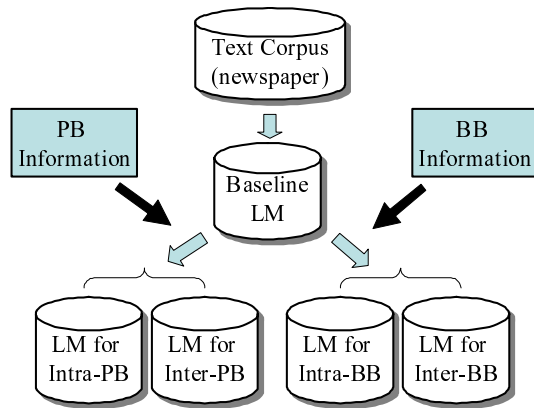 Text Corpus
(newspaper)
PB
Information
BB
Information
Baseline
LM
LM for
Intra-PB
LM for
Inter-PB
LM for
Intra-BB
LM for
Inter-BB